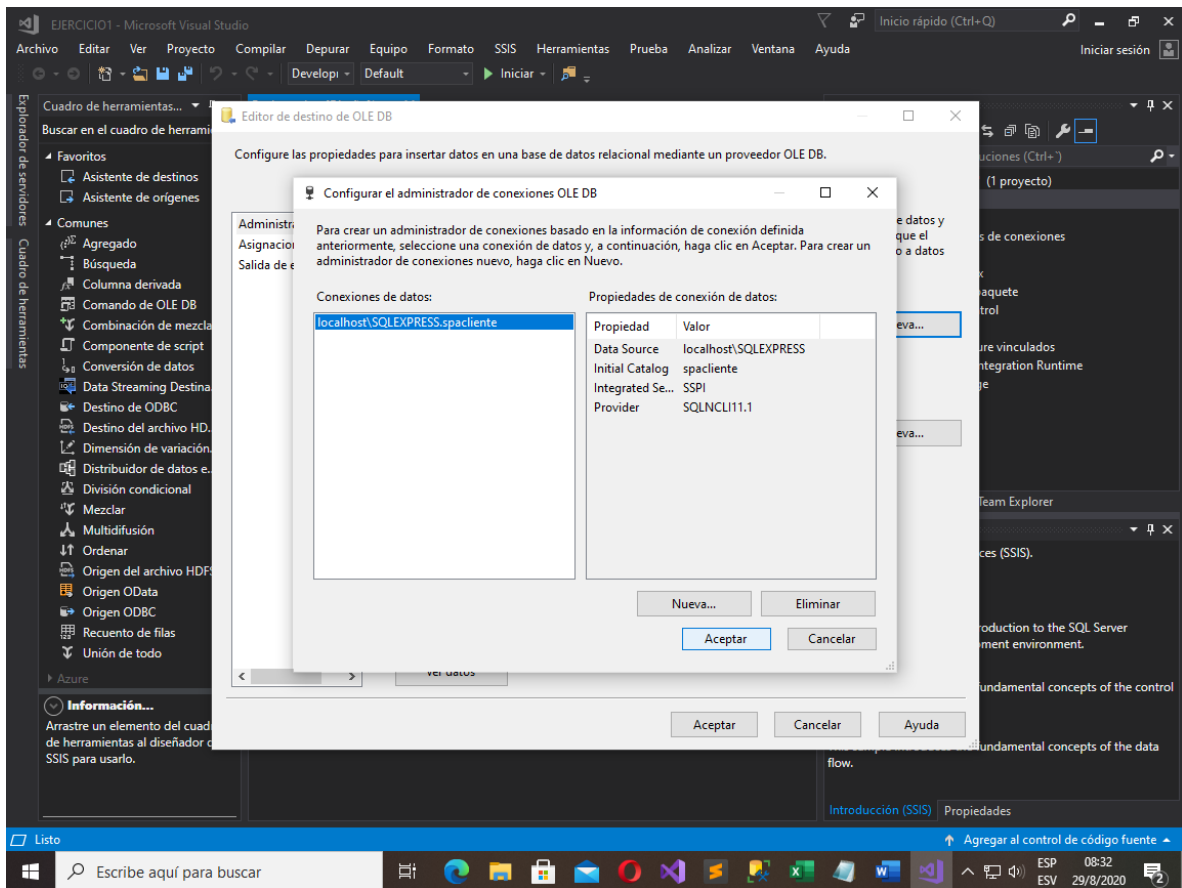 EJERCICIO1 - Microsoft Visual Studio
Inicio rápido (Ctrl+Q)
Archivo Editar Ver Proyecto Compilar Depurar Equipo Formato SSIS Herramientas Prueba Analizar Ventana Ayuda
Iniciar sesión
Developi Default Iniciar
Explorador de servidores
Cuadro de herramientas
Cuadro de herramientas...
Buscar en el cuadro de herrami
Favoritos
Asistente de destinos
Asistente de orígenes
Comunes
Agregado
Búsqueda
Columna derivada
Comando de OLE DB
Combinación de mezcla
Componente de script
Conversión de datos
Data Streaming Destina
Destino de ODBC
Destino del archivo HD.
Dimensión de variación.
Distribuidor de datos e..
División condicional
Mezclar
Multidifusión
Ordenar
Origen del archivo HDFS
Origen OData
Origen ODBC
Recuento de filas
Unión de todo
Azure
Información...
Arrastre un elemento del cuad
de herramientas al diseñador d
SSIS para usarlo.
Editor de destino de OLE DB
Configure las propiedades para insertar datos en una base de datos relacional mediante un proveedor OLE DB.
Administra
Asignacion
Salida de e
e datos y
que el
o a datos
eva...
eva...
Ver datos
Aceptar Cancelar Ayuda
Configurar el administrador de conexiones OLE DB
Para crear un administrador de conexiones basado en la información de conexión definida
anteriormente, seleccione una conexión de datos y, a continuación, haga clic en Aceptar. Para crear un
administrador de conexiones nuevo, haga clic en Nuevo.
Conexiones de datos:
localhost\SQLEXPRESS.spacliente
Propiedades de conexión de datos:
Propiedad Valor
Data Source localhost\SQLEXPRESS
Initial Catalog spacliente
Integrated Se... SSPI
Provider SQLNCLI11.1
Nueva... Eliminar
Aceptar Cancelar
uciones (Ctrl+`)
(1 proyecto)
s de conexiones
x
aquete
trol
ure vinculados
ntegration Runtime
ge
Team Explorer
ces (SSIS).
roduction to the SQL Server
ment environment.
undamental concepts of the control
fundamental concepts of the data
flow.
Introducción (SSIS) Propiedades
Listo
Agregar al control de código fuente
Escribe aquí para buscar
ESP
ESV
08:32
29/8/2020
2